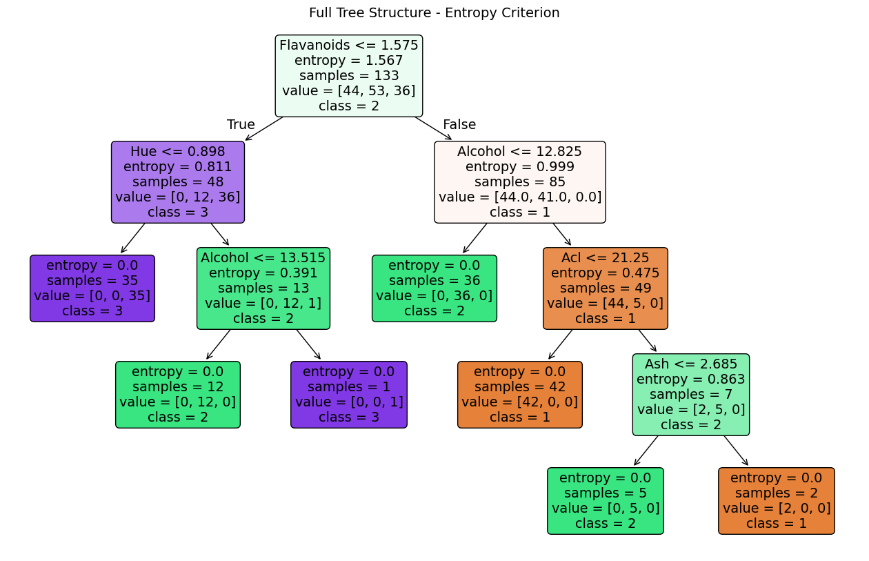 Full Tree Structure - Entropy Criterion
Flavanoids <= 1.575
entropy = 1.567
samples = 133
value = [44, 53, 36]
class = 2
True
False
Hue <= 0.898
entropy = 0.811
samples = 48
value = [0, 12, 36]
class = 3
Alcohol <= 12.825
entropy = 0.999
samples = 85
value = [44.0, 41.0, 0.0]
class = 1
entropy = 0.0
samples = 35
value = [0, 0, 35]
class = 3
Alcohol <= 13.515
entropy = 0.391
samples = 13
value = [0, 12, 1]
class = 2
entropy = 0.0
samples = 36
value = [0, 36, 0]
class = 2
Acl <= 21.25
entropy = 0.475
samples = 49
value = [44, 5, 0]
class = 1
entropy = 0.0
samples = 12
value = [0, 12, 0]
class = 2
entropy = 0.0
samples = 1
value = [0, 0, 1]
class = 3
entropy = 0.0
samples = 42
value = [42, 0, 0]
class = 1
Ash <= 2.685
entropy = 0.863
samples = 7
value = [2, 5, 0]
class = 2
entropy = 0.0
samples = 5
value = [0, 5, 0]
class = 2
entropy = 0.0
samples = 2
value = [2, 0, 0]
class = 1